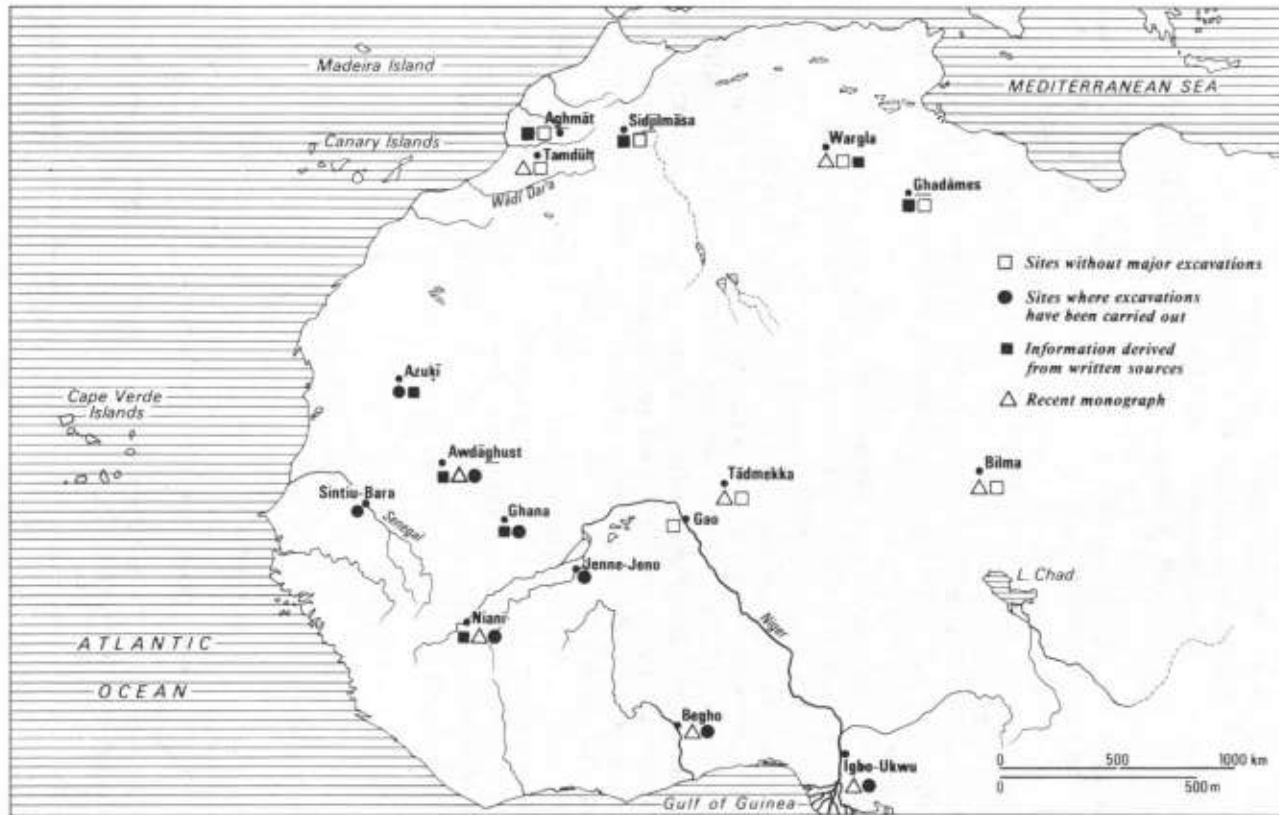 Madeira Island
MEDITERRANEAN SEA
Aghmāt
Sidjilmāsa
Canary Islands
Wargla
Tamdūlt
Wādī Dar'a
Ghadāmes
Sites without major excavations
Sites where excavations
have been carried out
Information derived
from written sources
Recent monograph
Azuḳī
Cape Verde
Islands
Awdāghust
Bilma
Tādmekka
Sintiu-Bara
Senegal
Ghana
Gao
Jenne-Jeno
L. Chad
Niani
Niger
ATLANTIC
OCEAN
Begho
Igbo-Ukwu
0 500 1000 km
0 500 m
Gulf of Guinea